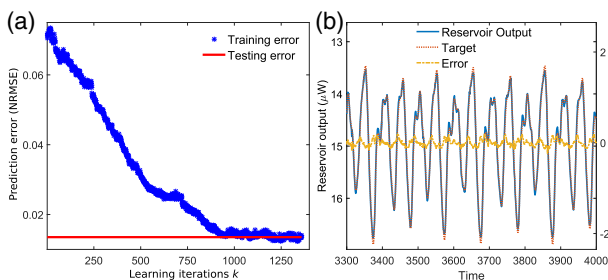 (a)
Training error
Testing error
Prediction error (NRMSE)
0.06
0.04
0.02
250
500
750
1000
1250
Learning iterations k
(b)
Reservoir Output
Target
Error
Reservoir output (μW)
13
14
15
16
2
0
-2
3300
3400
3500
3600
3700
3800
3900
4000
Time